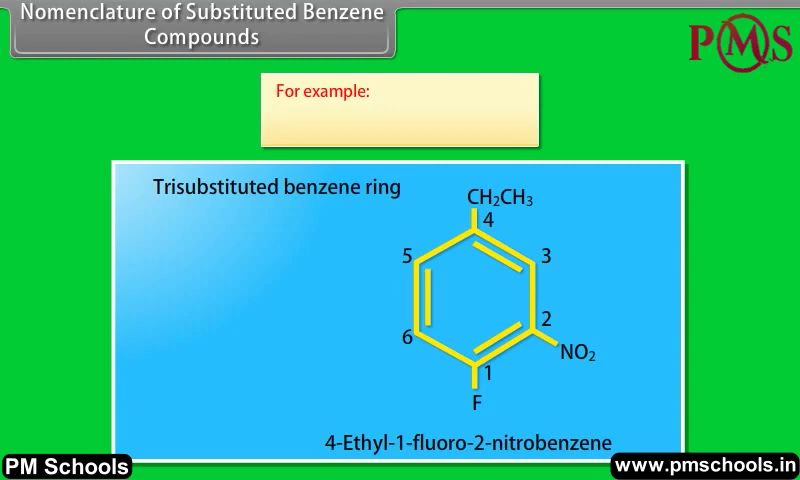 Nomenclature of Substituted Benzene
Compounds
PMS
For example:
Trisubstituted benzene ring
CH₂CH₃
4
5
3
6
2
NO₂
1
F
4-Ethyl-1-fluoro-2-nitrobenzene
PM Schools
www.pmschools.in